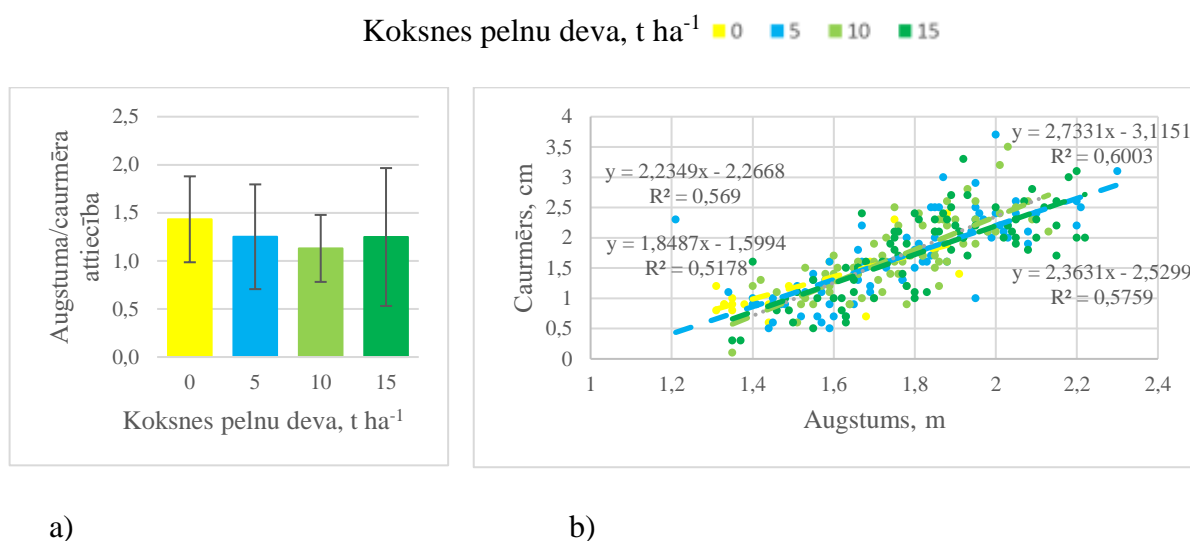 Koksnes pelnu deva, t ha⁻¹ 0 5 10 15
Augstuma/caurmēra
attiecība
2,5
2,0
1,5
1,0
0,5
0,0
0 5 10 15
Koksnes pelnu deva, t ha⁻¹
Caurmērs, cm
4
3,5
3
2,5
2
1,5
1
0,5
0
y = 2,7331x - 3,1151
R² = 0,6003
y = 2,2349x - 2,2668
R² = 0,569
y = 1,8487x - 1,5994
R² = 0,5178
y = 2,3631x - 2,5299
R² = 0,5759
1 1,2 1,4 1,6 1,8 2 2,2 2,4
Augstums, m
a) b)